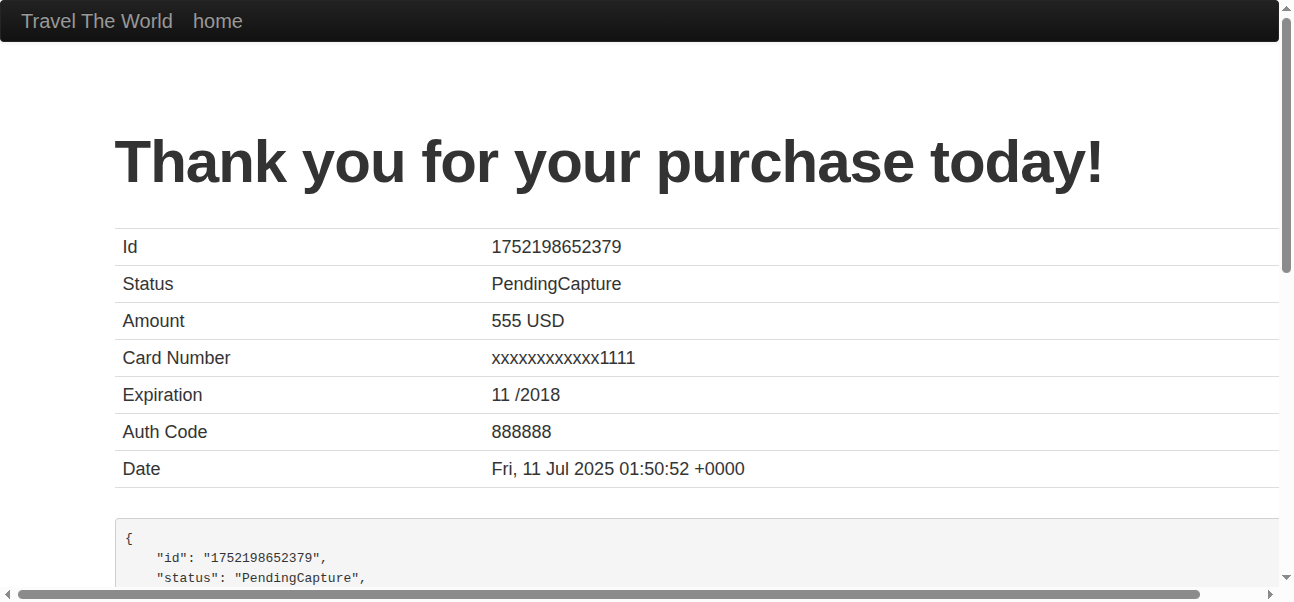 Travel The World home
Thank you for your purchase today!
Id 1752198652379
Status PendingCapture
Amount 555 USD
Card Number xxxxxxxxxxxx1111
Expiration 11 /2018
Auth Code 888888
Date Fri, 11 Jul 2025 01:50:52 +0000
{
"id": "1752198652379",
"status": "PendingCapture",